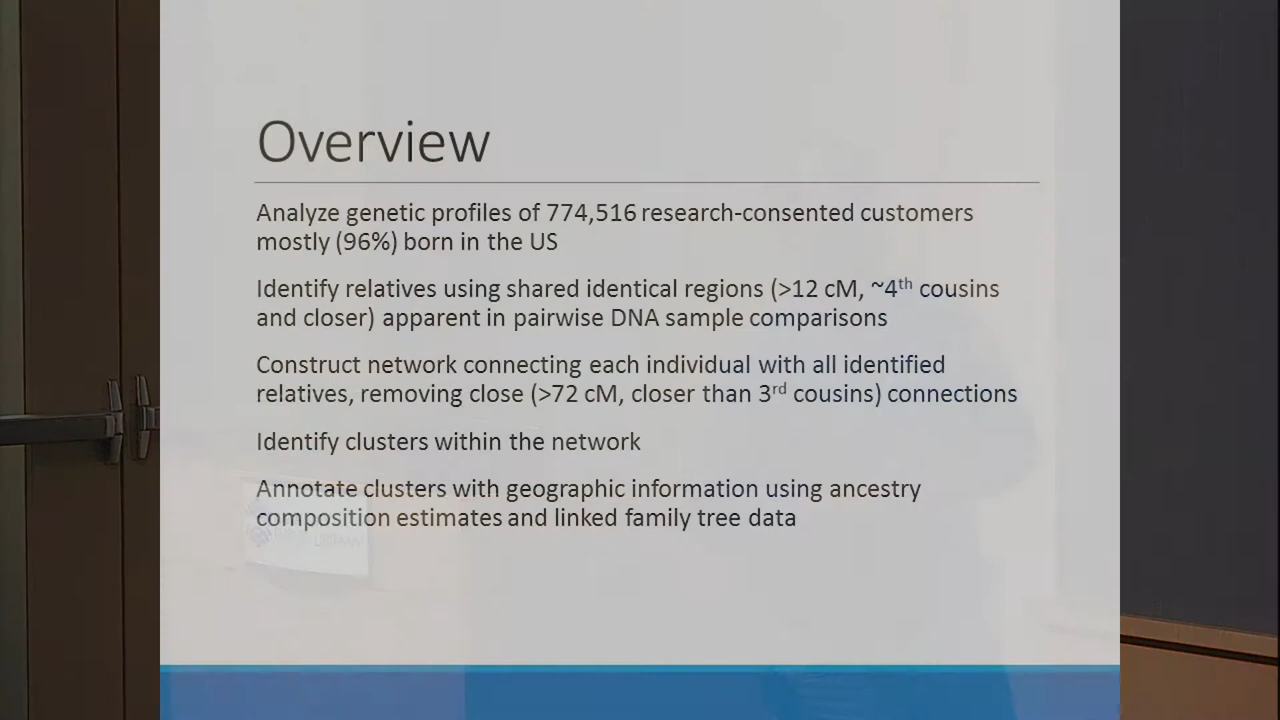 Overview
Analyze genetic profiles of 774,516 research-consented customers
mostly (96%) born in the US
Identify relatives using shared identical regions (>12 cM, ~4th cousins
and closer) apparent in pairwise DNA sample comparisons
Construct network connecting each individual with all identified
relatives, removing close (>72 cM, closer than 3rd cousins) connections
Identify clusters within the network
Annotate clusters with geographic information using ancestry
composition estimates and linked family tree data